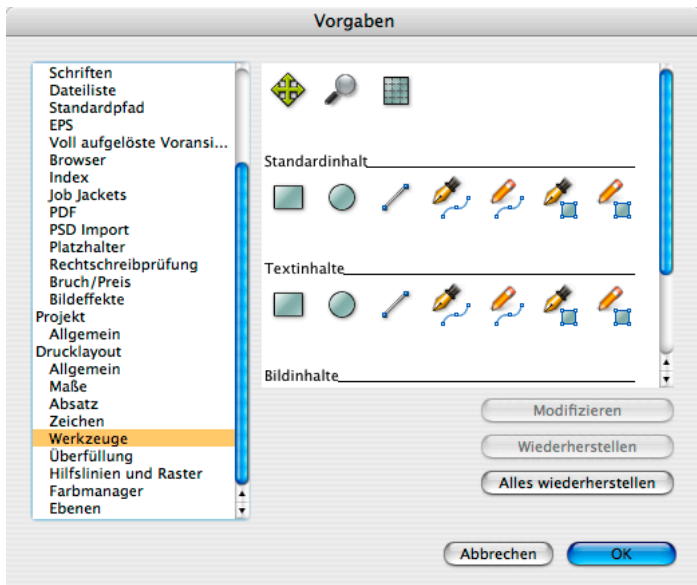 Vorgaben
Schriften
Dateiliste
Standardpfad
EPS
Voll aufgelöste Voransi...
Browser
Index
Job Jackets
PDF
PSD Import
Platzhalter
Rechtschreibprüfung
Bruch/Preis
Bildeffekte
Projekt
Allgemein
Drucklayout
Allgemein
Maße
Absatz
Zeichen
Werkzeuge
Überfüllung
Hilfslinien und Raster
Farbmanager
Ebenen
Standardinhalt
Textinhalte
Bildinhalte
Modifizieren
Wiederherstellen
Alles wiederherstellen
Abbrechen
OK